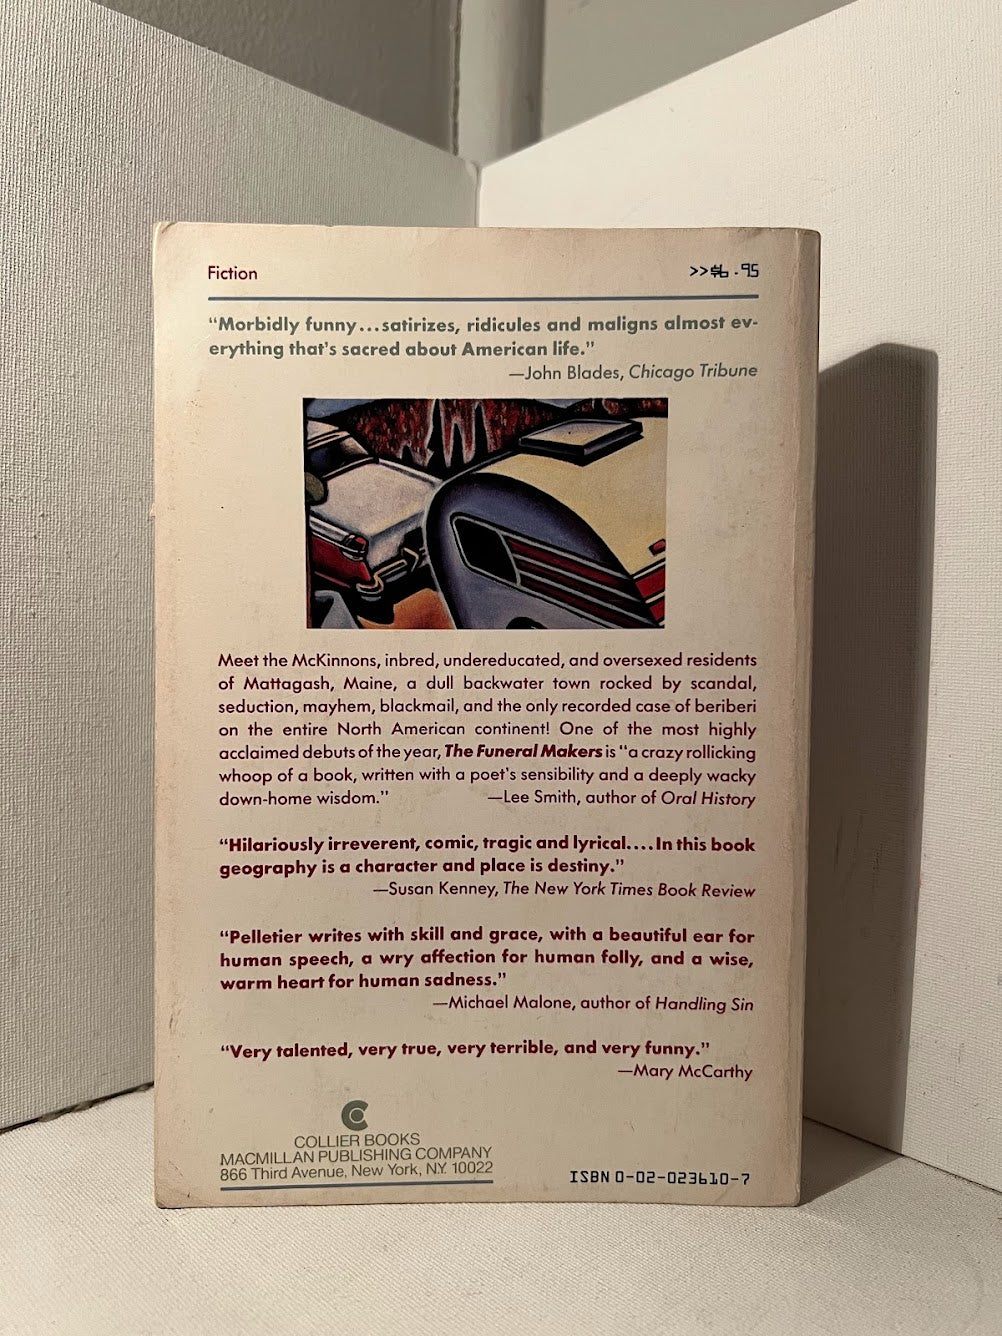 Fiction
>>$6.95
“Morbidly funny...satirizes, ridicules and maligns almost ev-
erything that's sacred about American life.”
—John Blades, Chicago Tribune
Meet the McKinnons, inbred, undereducated, and oversexed residents
of Mattagash, Maine, a dull backwater town rocked by scandal,
seduction, mayhem, blackmail, and the only recorded case of beriberi
on the entire North American continent! One of the most highly
acclaimed debuts of the year, The Funeral Makers is “a crazy rollicking
whoop of a book, written with a poet's sensibility and a deeply wacky
down-home wisdom.” —Lee Smith, author of Oral History
“Hilariously irreverent, comic, tragic and lyrical....In this book
geography is a character and place is destiny.”
—Susan Kenney, The New York Times Book Review
“Pelletier writes with skill and grace, with a beautiful ear for
human speech, a wry affection for human folly, and a wise,
warm heart for human sadness.”
—Michael Malone, author of Handling Sin
“Very talented, very true, very terrible, and very funny.”
—Mary McCarthy
COLLIER BOOKS
MACMILLAN PUBLISHING COMPANY
866 Third Avenue, New York, N.Y. 10022
ISBN 0-02-023610-7